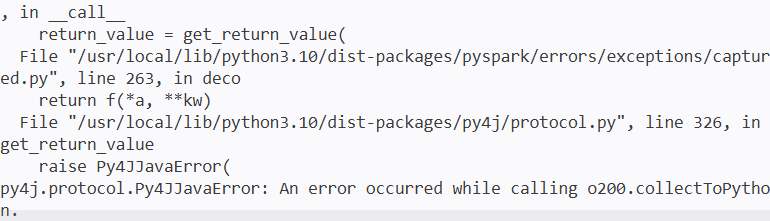 , in __call__
    return_value = get_return_value(
  File "/usr/local/lib/python3.10/dist-packages/pyspark/errors/exceptions/captur
ed.py", line 263, in deco
    return f(*a, **kw)
  File "/usr/local/lib/python3.10/dist-packages/py4j/protocol.py", line 326, in
get_return_value
    raise Py4JJavaError(
py4j.protocol.Py4JJavaError: An error occurred while calling o200.collectToPytho
n.